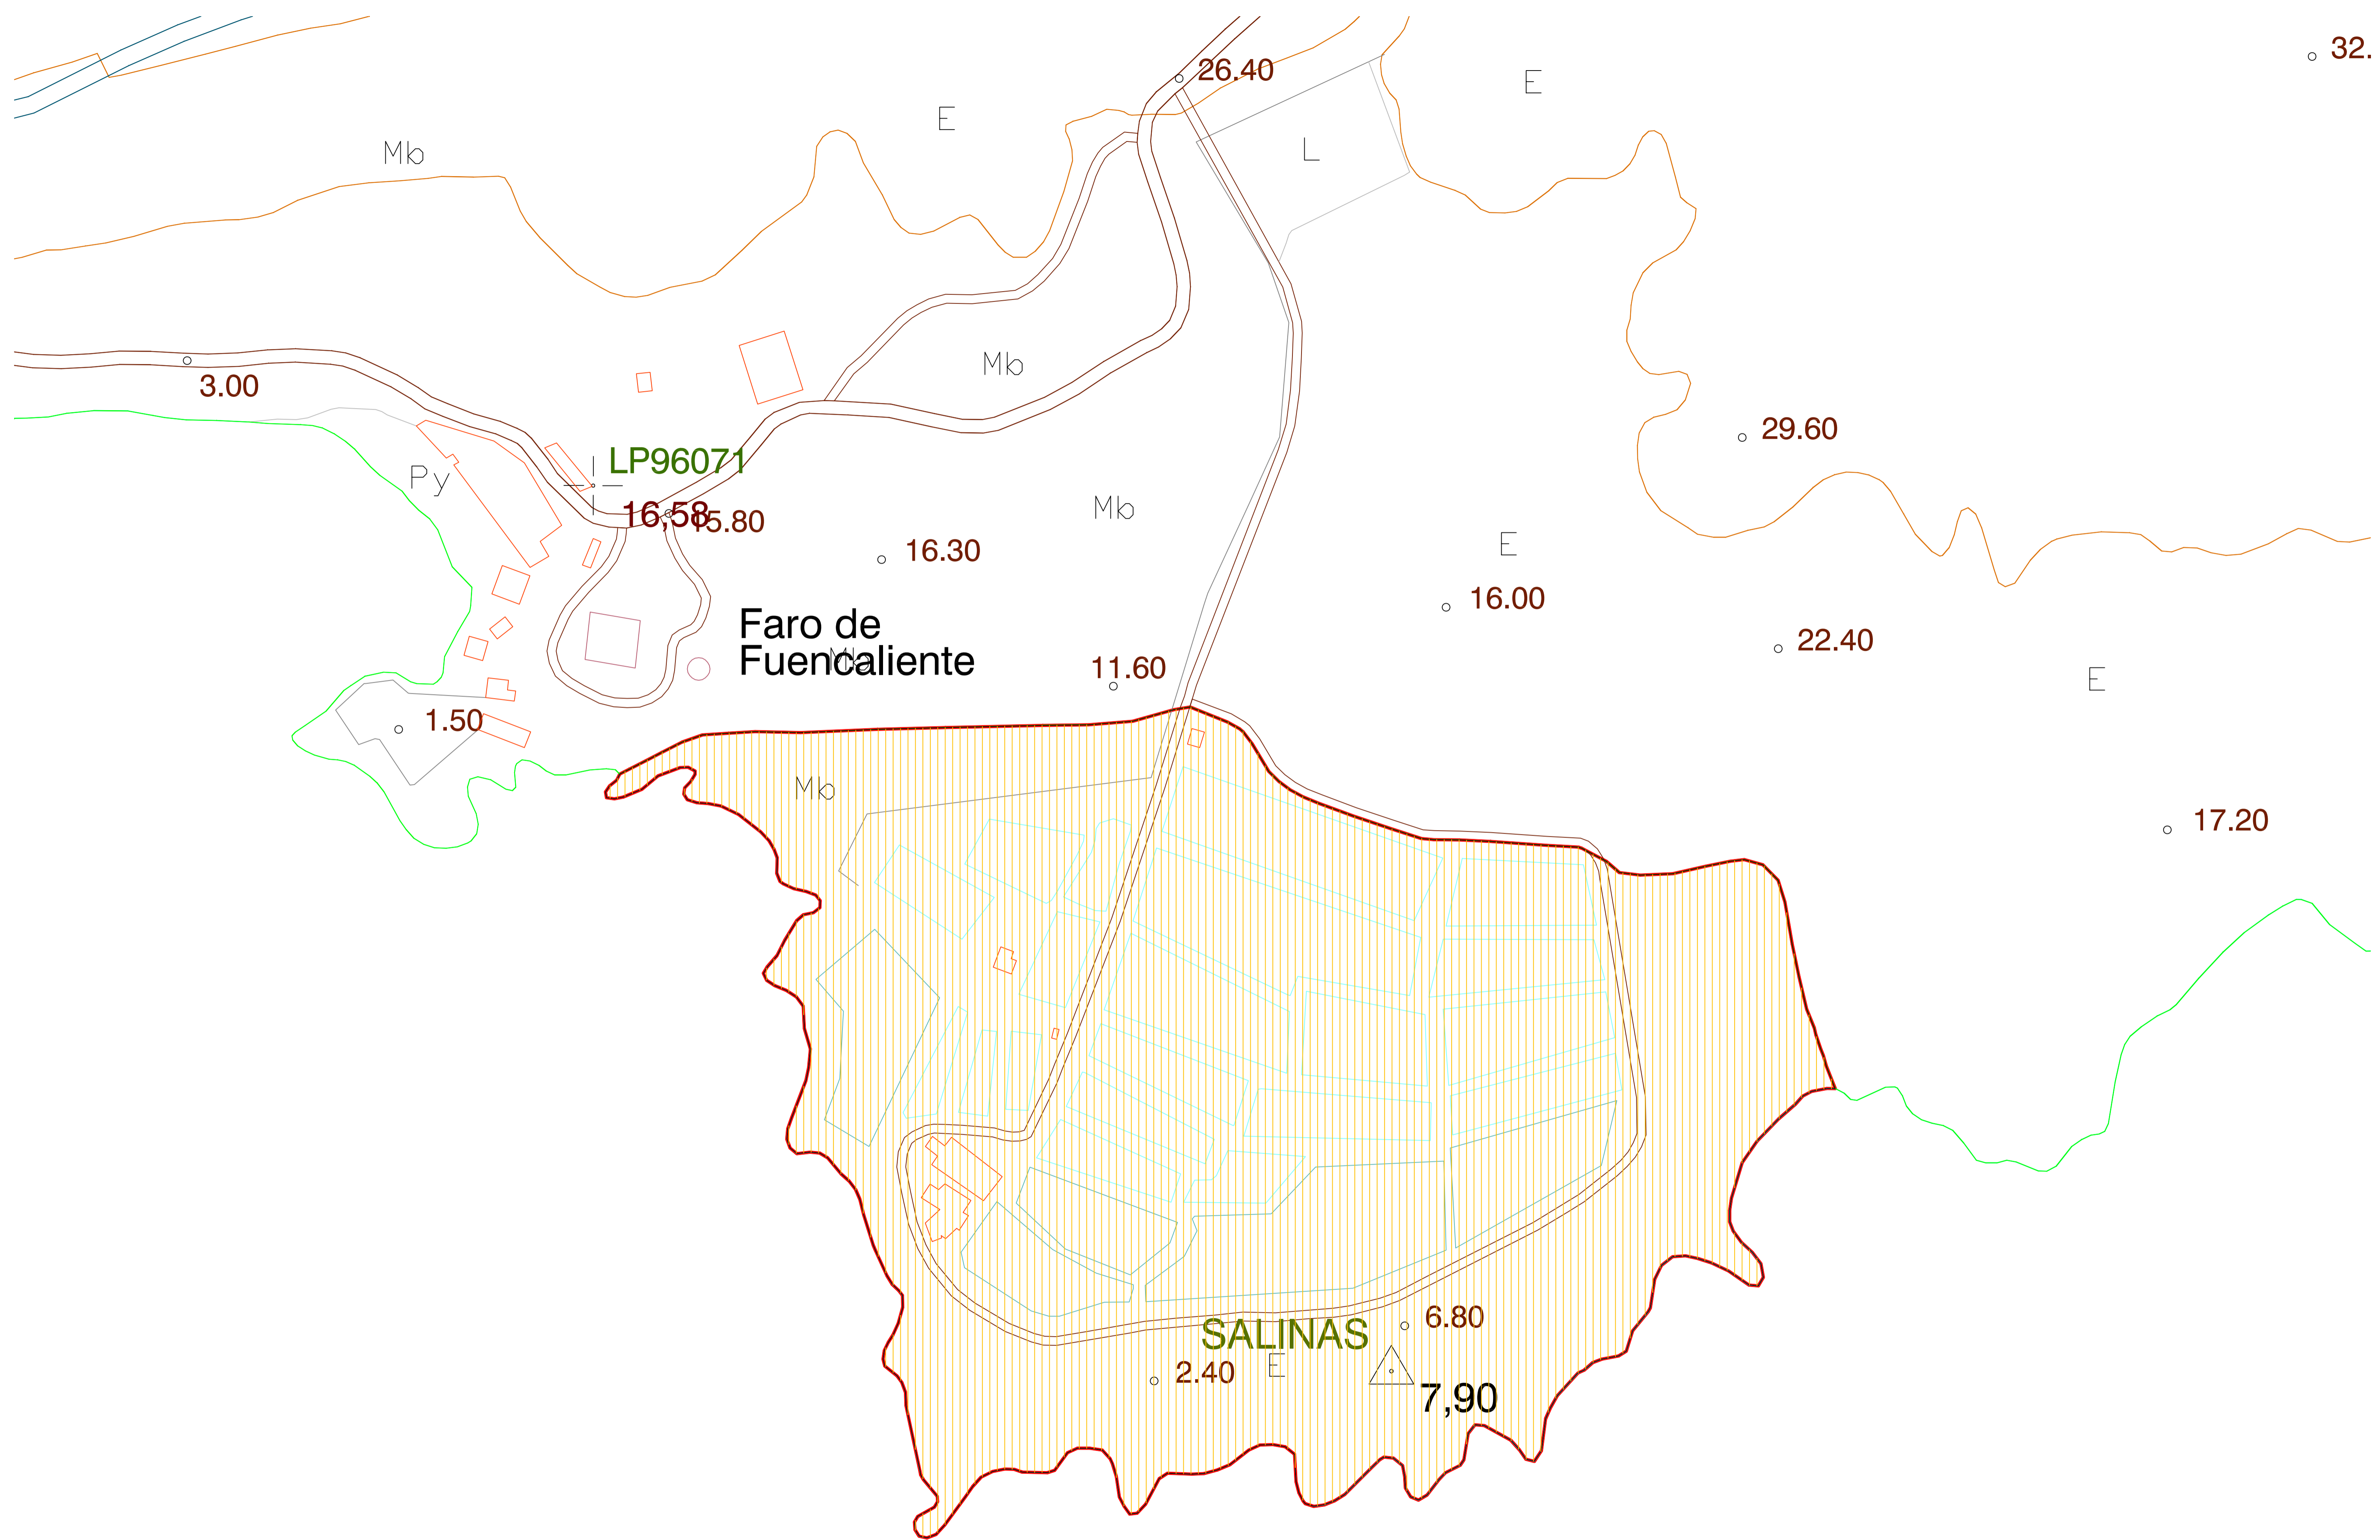 32.
26.40
E
E
L
Mb
Mb
3.00
29.60
LP96071
Py
Mb
16,58
15.80
16.30
E
16.00
Faro de
Fuencaliente
Mb
22.40
11.60
E
1.50
Mb
17.20
6.80
SALINAS
E
2.40
7,90